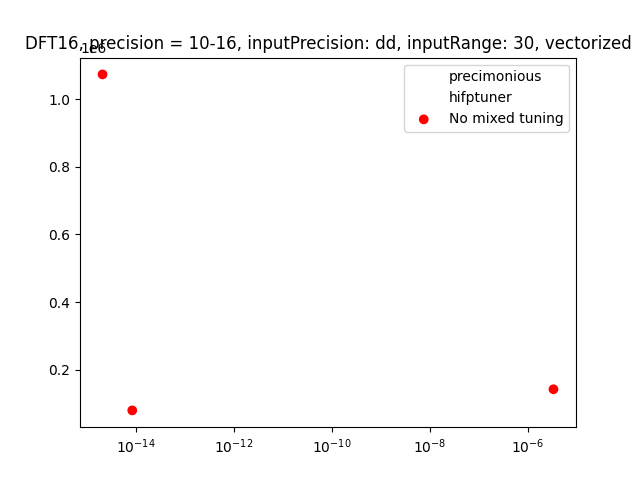 DFT16, precision = 10-16, inputPrecision: dd, inputRange: 30, vectorized
1e6
precimonious
hifptuner
No mixed tuning
1.0
0.8
0.6
0.4
0.2
10⁻¹⁴ 10⁻¹² 10⁻¹⁰ 10⁻⁸ 10⁻⁶